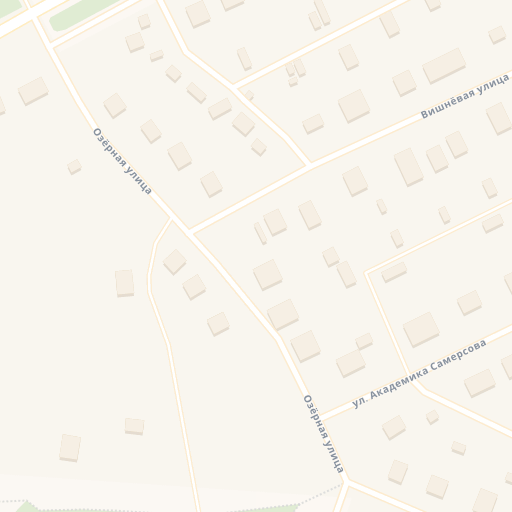 Вишнёвая улица
Озёрная улица
ул. Академика Самерсова
Озёрная улица